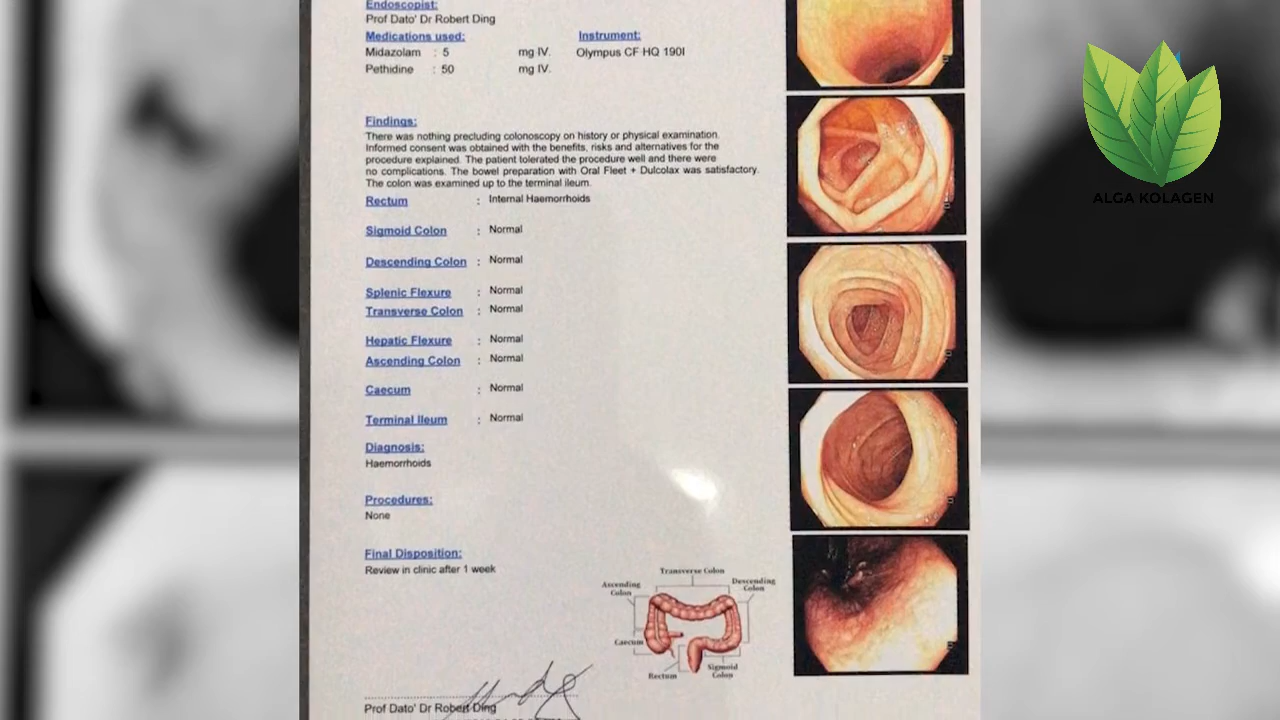 Endoscopist:
Prof Dato' Dr Robert Ding
Medications used:
Instrument:
Midazolam : 5 mg IV.
Olympus CF HQ 190I
Pethidine : 50 mg IV.
ALGA KOLAGEN
Findings:
There was nothing precluding colonoscopy on history or physical examination.
Informed consent was obtained with the benefits, risks and alternatives for the
procedure explained. The patient tolerated the procedure well and there were
no complications. The bowel preparation with Oral Fleet + Dulcolax was satisfactory.
The colon was examined up to the terminal ileum.
Rectum : Internal Haemorrhoids
Sigmoid Colon : Normal
Descending Colon : Normal
Splenic Flexure : Normal
Transverse Colon : Normal
Hepatic Flexure : Normal
Ascending Colon : Normal
Caecum : Normal
Terminal Ileum : Normal
Diagnosis:
Haemorrhoids
Procedures:
None
Final Disposition:
Review in clinic after 1 week
Transverse Colon
Ascending
Colon
Descending
Colon
Caecum
Rectum
Sigmoid
Colon
Prof Dato' Dr Robert Ding